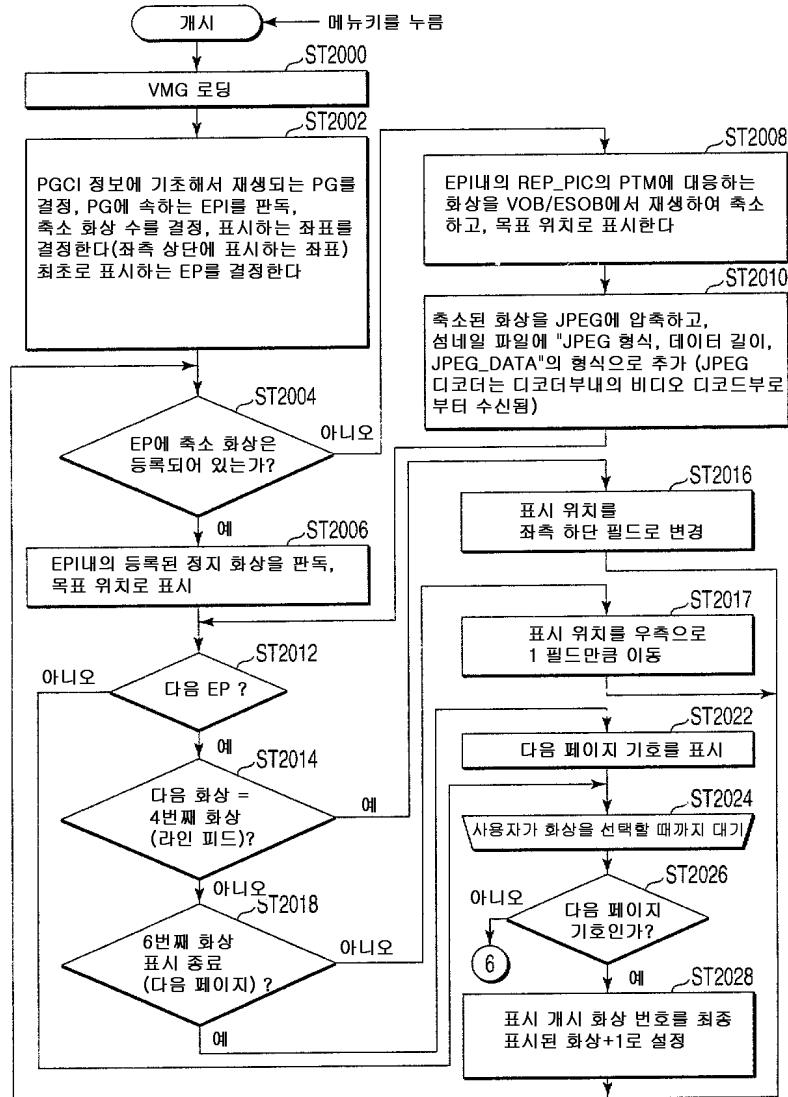 개시
메뉴키를 누름
ST2000
VMG 로딩
ST2002
PGCI 정보에 기초해서 재생되는 PG를
결정, PG에 속하는 EPI를 판독,
축소 화상 수를 결정, 표시하는 좌표를
결정한다(좌측 상단에 표시하는 좌표)
최초로 표시하는 EP를 결정한다
ST2004
EP에 축소 화상은
등록되어 있는가?
아니오
예
ST2006
EPI내의 등록된 정지 화상을 판독,
목표 위치로 표시
ST2012
다음 EP ?
아니오
예
ST2014
다음 화상 =
4번째 화상
(라인 피드)?
예
아니오
ST2018
6번째 화상
표시 종료
(다음 페이지) ?
아니오
예
ST2008
EPI내의 REP_PIC의 PTM에 대응하는
화상을 VOB/ESOB에서 재생하여 축소
하고, 목표 위치로 표시한다
ST2010
축소된 화상을 JPEG에 압축하고,
섬네일 파일에 "JPEG 형식, 데이터 길이,
JPEG_DATA"의 형식으로 추가 (JPEG
디코더는 디코더부내의 비디오 디코드부로
부터 수신됨)
ST2016
표시 위치를
좌측 하단 필드로 변경
ST2017
표시 위치를 우측으로
1 필드만큼 이동
ST2022
다음 페이지 기호를 표시
ST2024
사용자가 화상을 선택할 때까지 대기
ST2026
다음 페이지
기호인가?
아니오
6
예
ST2028
표시 개시 화상 번호를 최종
표시된 화상+1로 설정